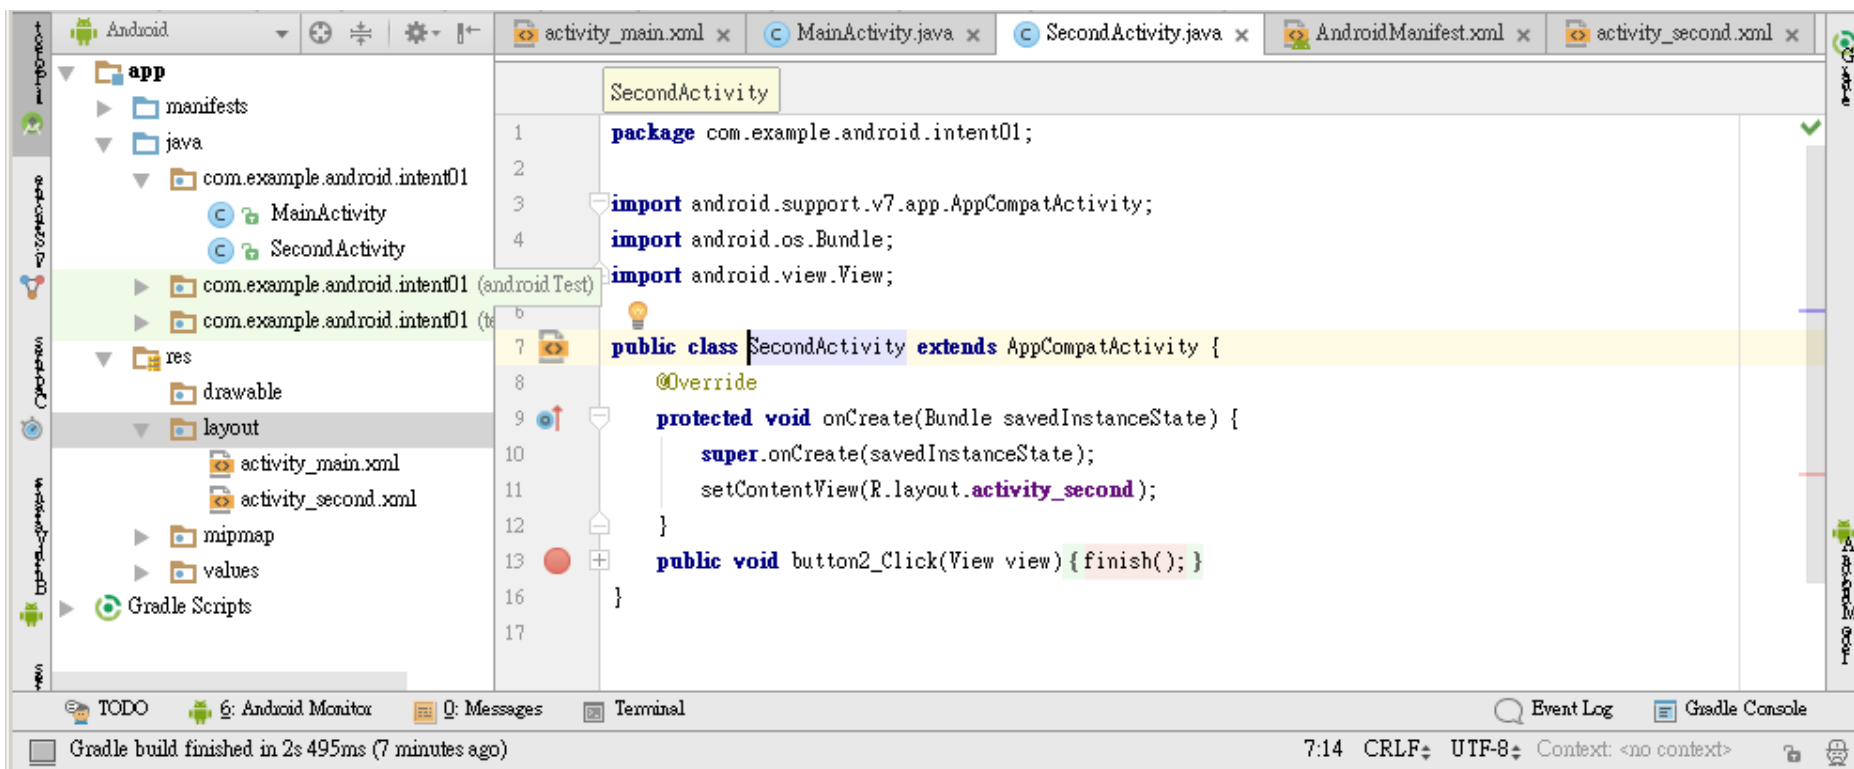 Android
activity_main.xml
MainActivity.java
SecondActivity.java
AndroidManifest.xml
activity_second.xml
app
manifests
java
com.example.android.intent01
MainActivity
SecondActivity
com.example.android.intent01 (androidTest)
com.example.android.intent01 (te
res
drawable
layout
activity_main.xml
activity_second.xml
mipmap
values
Gradle Scripts
SecondActivity
1 package com.example.android.intent01;
2
3 import android.support.v7.app.AppCompatActivity;
4 import android.os.Bundle;
import android.view.View;
6
7 public class SecondActivity extends AppCompatActivity {
8 @Override
9 protected void onCreate(Bundle savedInstanceState) {
10 super.onCreate(savedInstanceState);
11 setContentView(R.layout.activity_second);
12 }
13 public void button2_Click(View view){finish();}
16 }
17
TODO 6: Android Monitor 0: Messages Terminal Event Log Gradle Console
Gradle build finished in 2s 495ms (7 minutes ago) 7:14 CRLF UTF-8 Context: <no context>